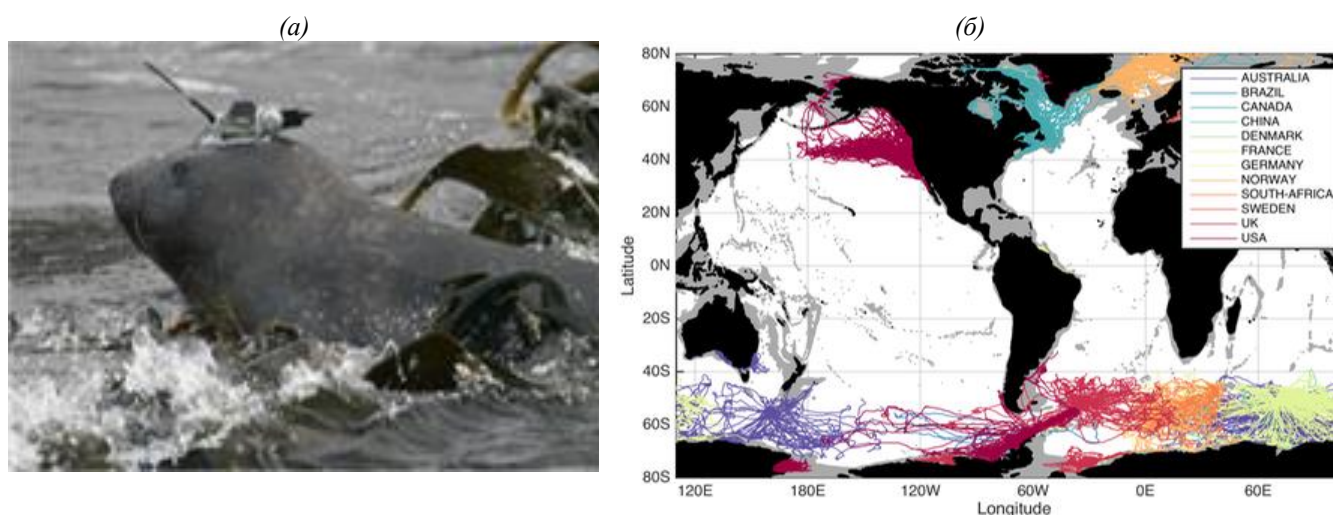 (а)
(б)
80N
60N
40N
20N
0N
20S
40S
60S
80S
Latitude
120E
180E
120W
60W
0E
60E
Longitude
AUSTRALIA
BRAZIL
CANADA
CHINA
DENMARK
FRANCE
GERMANY
NORWAY
SOUTH-AFRICA
SWEDEN
UK
USA